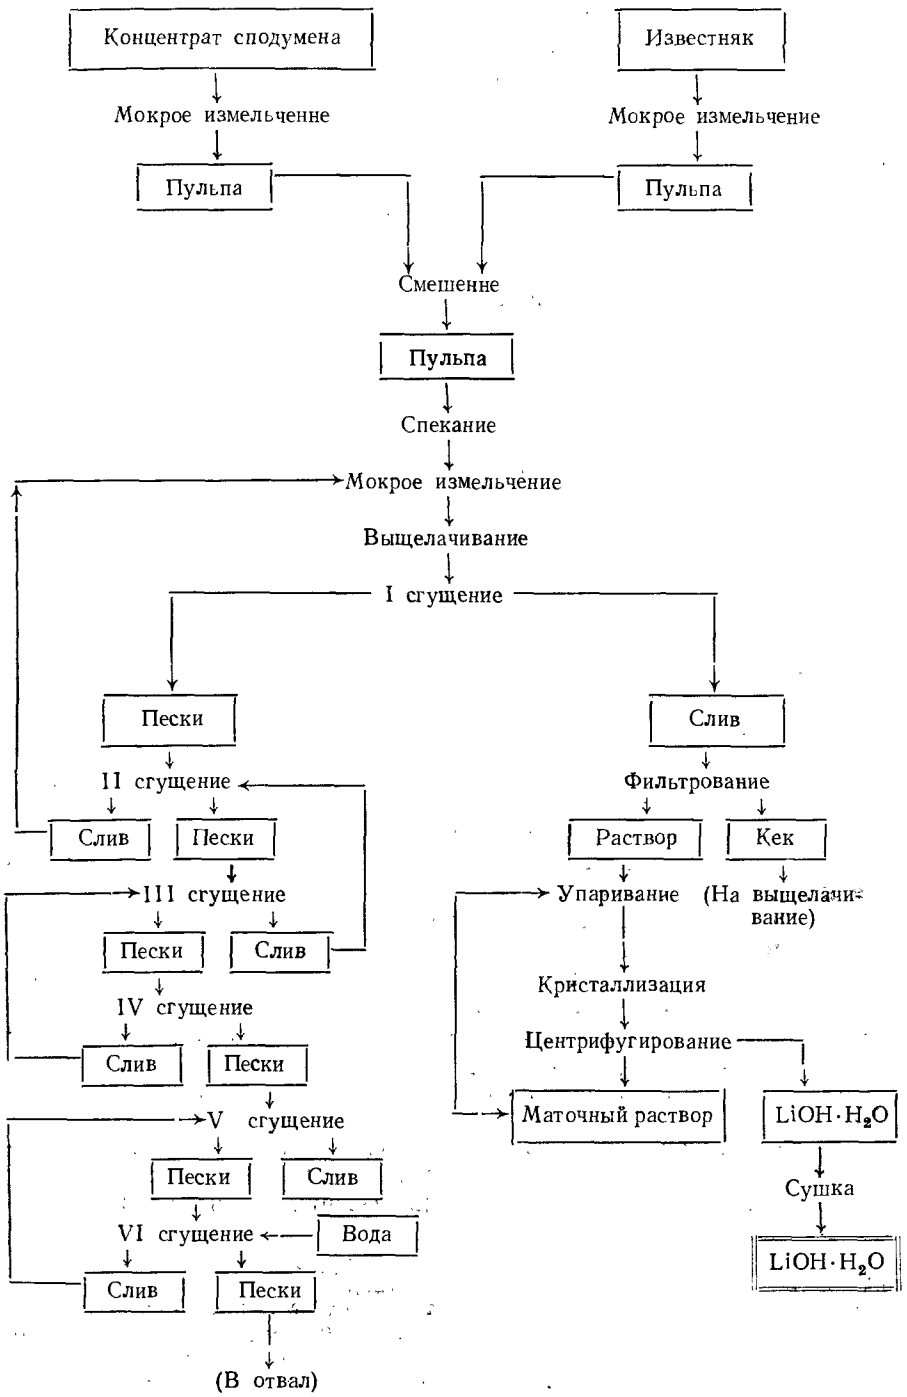 Концентрат сподумена
Известняк
Мокрое измельченне
Мокрое измельчение
Пульпа
Пульпа
Смешенне
Пульпа
Спекание
Мокрое измельчение
Выщелачивание
I сгущение
Пески
Слив
II сгущение
Фильтрование
Слив
Пески
Раствор
Кек
III сгущение
Упаривание
(На выщелачи-
вание)
Пески
Слив
Кристаллизация
IV сгущение
Центрифугирование
Слив
Пески
Маточный раствор
LiOH·H₂O
V сгущение
Пески
Слив
Сушка
VI сгущение
Вода
LiOH·H₂O
Слив
Пески
(В отвал)